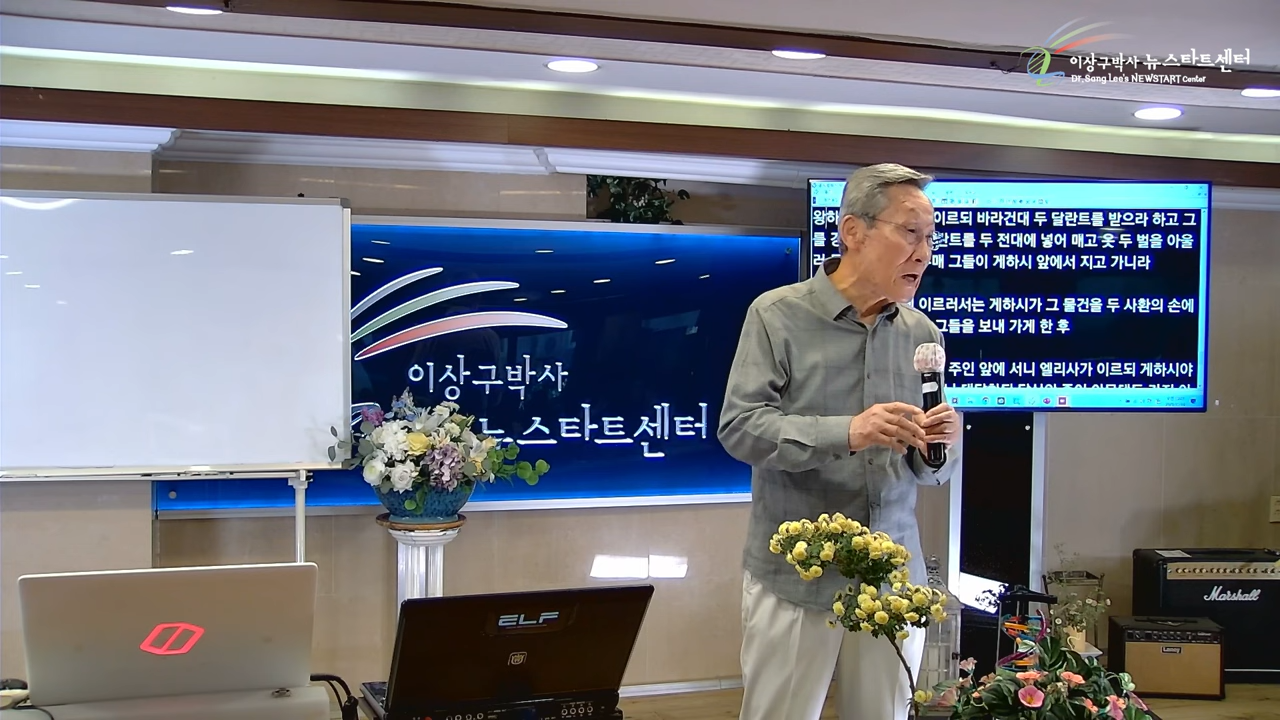 이상구박사 뉴스타트센터
Dr. Sang Lee's NEWSTART Center
이르되 바라건대 두 달란트를 받으라 하고 그
를 두 전대에 넣어 매고 옷 두 벌을 아울
그들이 게하시 앞에서 지고 가니라
이르러서는 게하시가 그 물건을 두 사환의 손에
그들을 보내 가게 한 후
주인 앞에 서니 엘리사가 이르되 게하시야
이상구박사
뉴스타트센터
ELF
Marshall
Laney